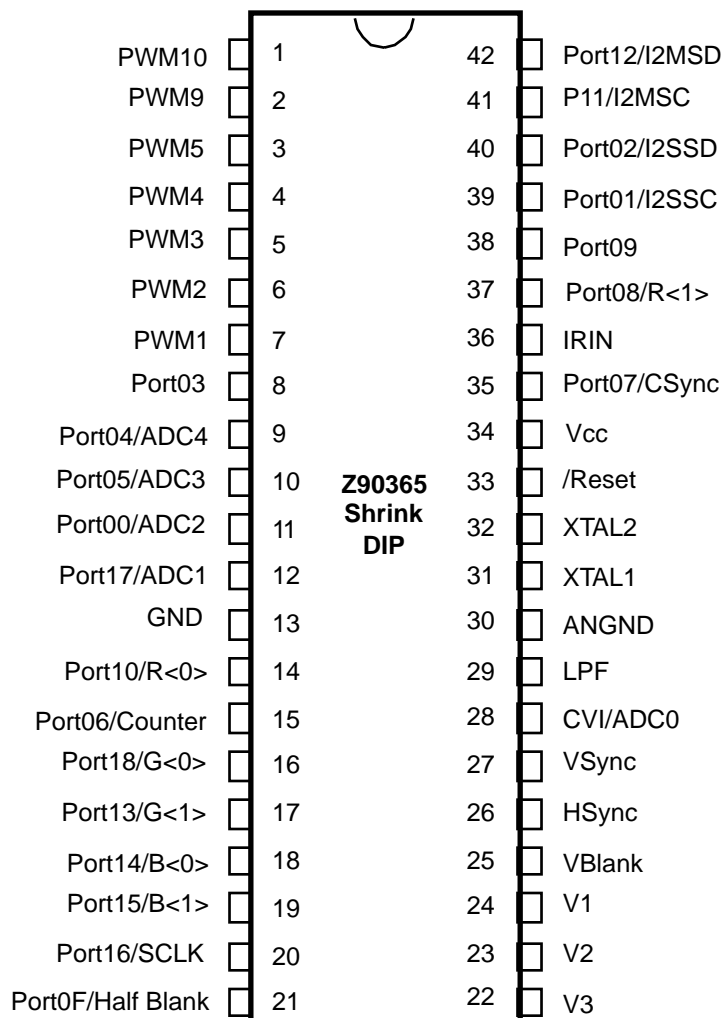 PWM10 1 42 Port12/I2MSD
PWM9 2 41 P11/I2MSC
PWM5 3 40 Port02/I2SSD
PWM4 4 39 Port01/I2SSC
PWM3 5 38 Port09
PWM2 6 37 Port08/R<1>
PWM1 7 36 IRIN
Port03 8 35 Port07/CSync
Port04/ADC4 9 34 Vcc
Port05/ADC3 10 Z90365 33 /Reset
Port00/ADC2 11 Shrink 32 XTAL2
DIP
Port17/ADC1 12 31 XTAL1
GND 13 30 ANGND
Port10/R<0> 14 29 LPF
Port06/Counter 15 28 CVI/ADC0
Port18/G<0> 16 27 VSync
Port13/G<1> 17 26 HSync
Port14/B<0> 18 25 VBlank
Port15/B<1> 19 24 V1
Port16/SCLK 20 23 V2
Port0F/Half Blank 21 22 V3